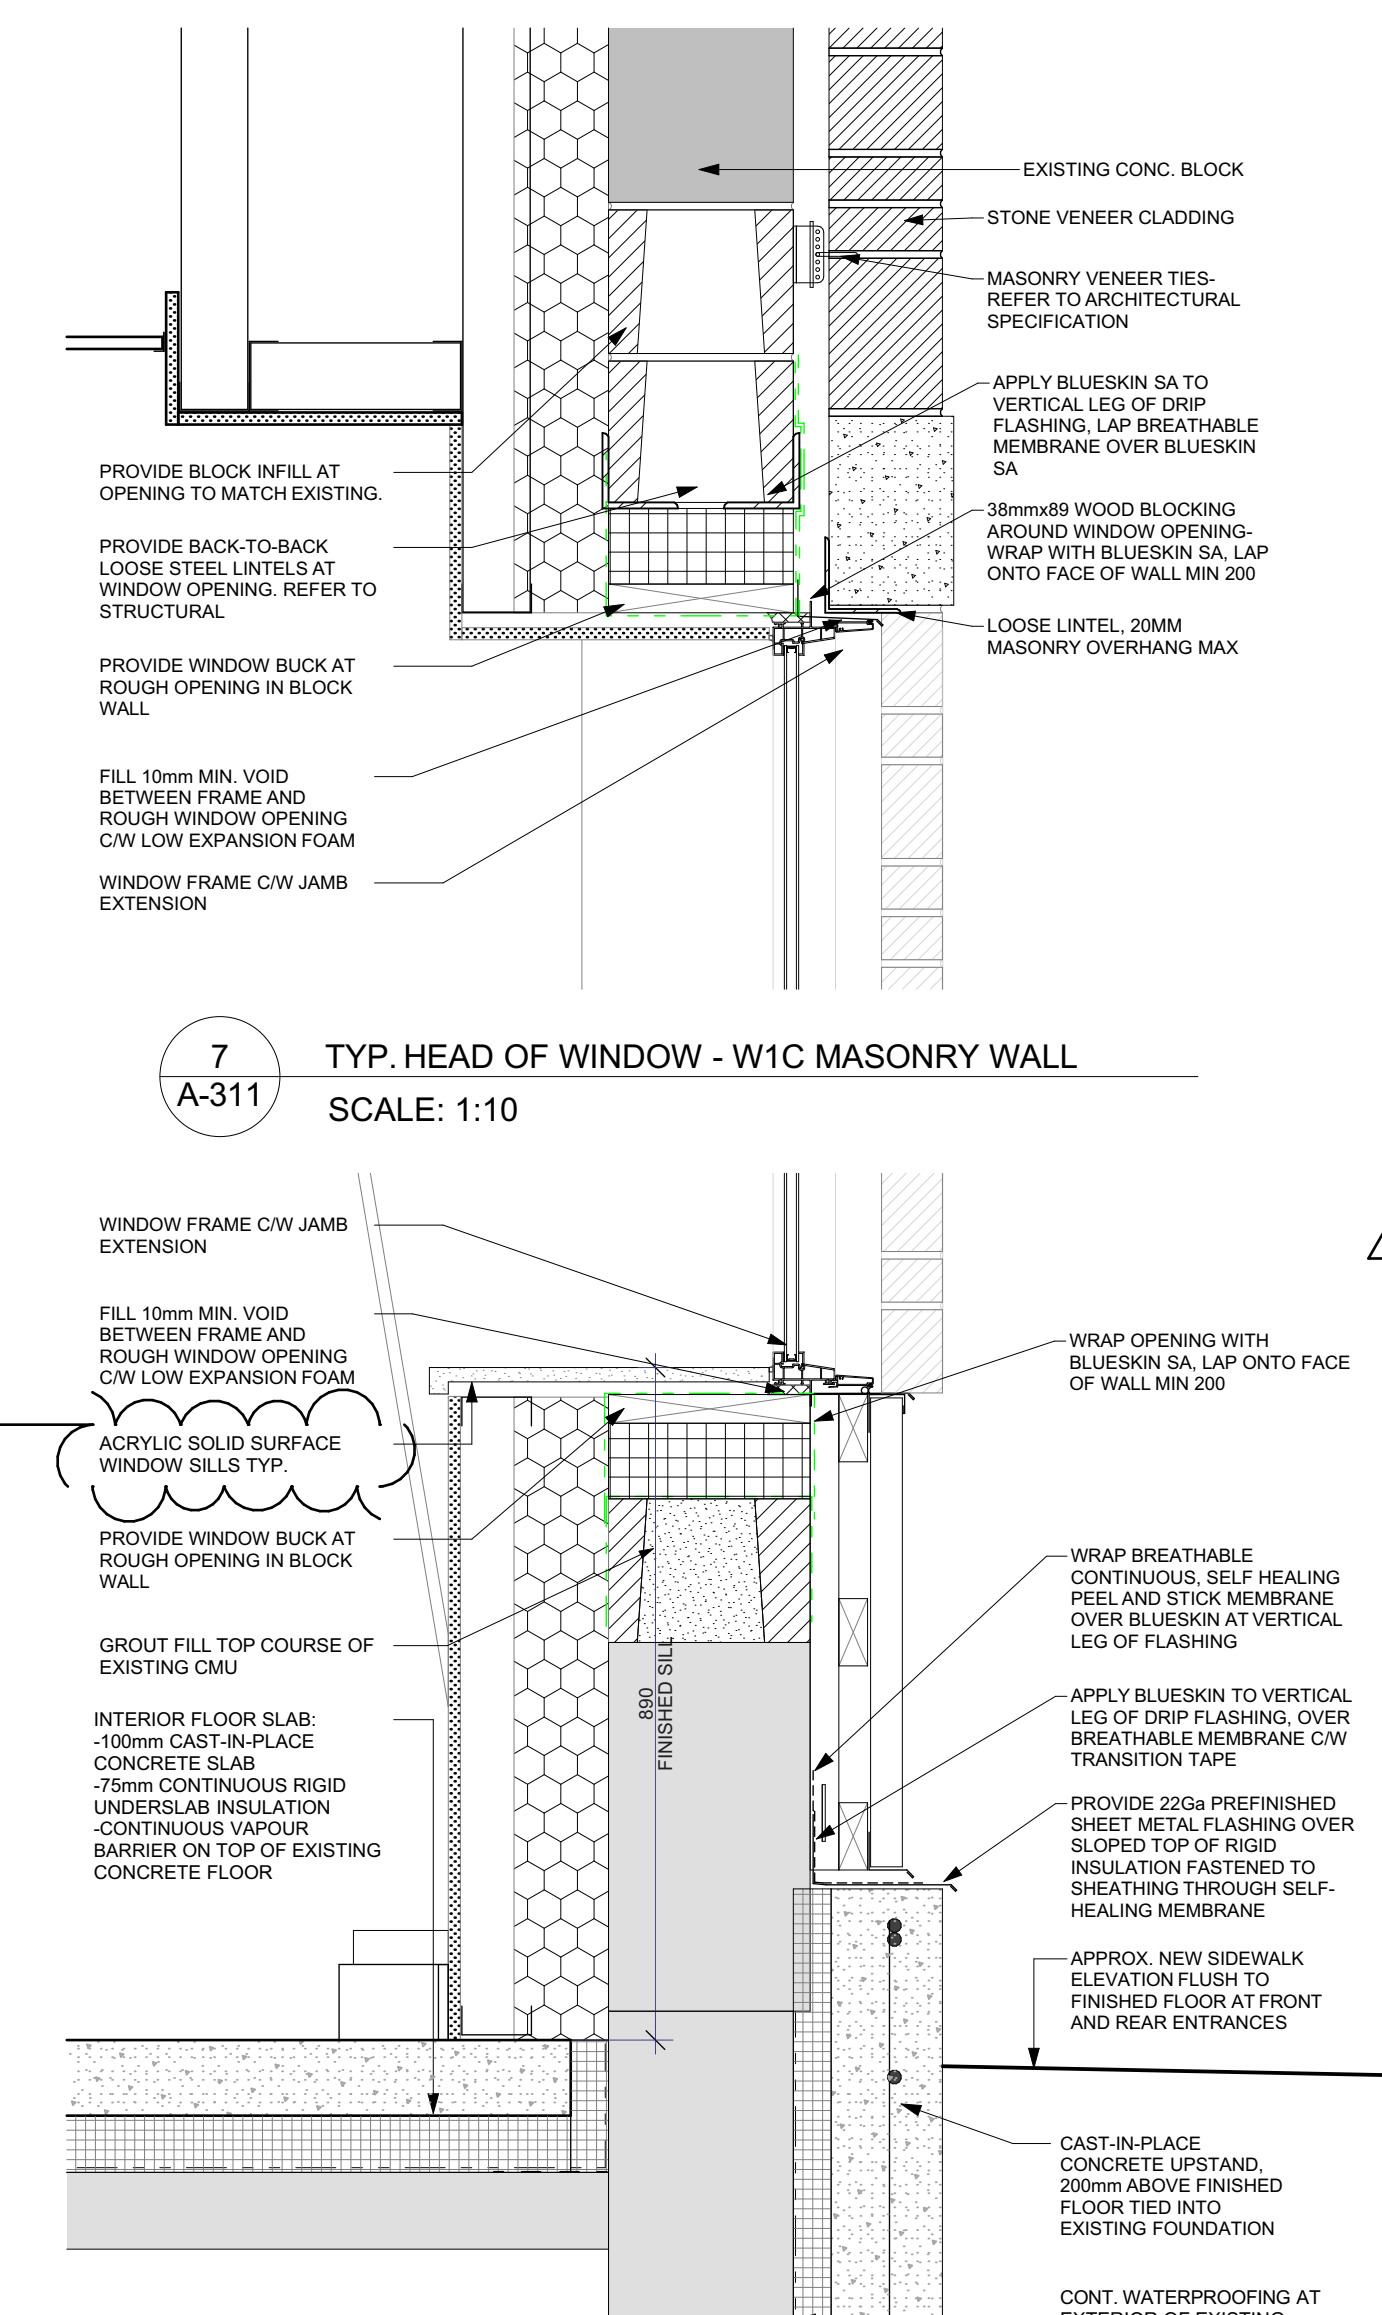 EXISTING CONC. BLOCK
STONE VENEER CLADDING
MASONRY VENEER TIES-
REFER TO ARCHITECTURAL
SPECIFICATION
APPLY BLUESKIN SA TO
VERTICAL LEG OF DRIP
FLASHING, LAP BREATHABLE
MEMBRANE OVER BLUESKIN
SA
38mmx89 WOOD BLOCKING
AROUND WINDOW OPENING-
WRAP WITH BLUESKIN SA, LAP
ONTO FACE OF WALL MIN 200
LOOSE LINTEL, 20MM
MASONRY OVERHANG MAX
PROVIDE BLOCK INFILL AT
OPENING TO MATCH EXISTING.
PROVIDE BACK-TO-BACK
LOOSE STEEL LINTELS AT
WINDOW OPENING. REFER TO
STRUCTURAL
PROVIDE WINDOW BUCK AT
ROUGH OPENING IN BLOCK
WALL
FILL 10mm MIN. VOID
BETWEEN FRAME AND
ROUGH WINDOW OPENING
C/W LOW EXPANSION FOAM
WINDOW FRAME C/W JAMB
EXTENSION
7
A-311
TYP. HEAD OF WINDOW - W1C MASONRY WALL
SCALE: 1:10
WINDOW FRAME C/W JAMB
EXTENSION
FILL 10mm MIN. VOID
BETWEEN FRAME AND
ROUGH WINDOW OPENING
C/W LOW EXPANSION FOAM
ACRYLIC SOLID SURFACE
WINDOW SILLS TYP.
PROVIDE WINDOW BUCK AT
ROUGH OPENING IN BLOCK
WALL
GROUT FILL TOP COURSE OF
EXISTING CMU
INTERIOR FLOOR SLAB:
-100mm CAST-IN-PLACE
CONCRETE SLAB
-75mm CONTINUOUS RIGID
UNDERSLAB INSULATION
-CONTINUOUS VAPOUR
BARRIER ON TOP OF EXISTING
CONCRETE FLOOR
890
FINISHED SILL
WRAP OPENING WITH
BLUESKIN SA, LAP ONTO FACE
OF WALL MIN 200
WRAP BREATHABLE
CONTINUOUS, SELF HEALING
PEEL AND STICK MEMBRANE
OVER BLUESKIN AT VERTICAL
LEG OF FLASHING
APPLY BLUESKIN TO VERTICAL
LEG OF DRIP FLASHING, OVER
BREATHABLE MEMBRANE C/W
TRANSITION TAPE
PROVIDE 22Ga PREFINISHED
SHEET METAL FLASHING OVER
SLOPED TOP OF RIGID
INSULATION FASTENED TO
SHEATHING THROUGH SELF-
HEALING MEMBRANE
APPROX. NEW SIDEWALK
ELEVATION FLUSH TO
FINISHED FLOOR AT FRONT
AND REAR ENTRANCES
CAST-IN-PLACE
CONCRETE UPSTAND,
200mm ABOVE FINISHED
FLOOR TIED INTO
EXISTING FOUNDATION
CONT. WATERPROOFING AT
EXTERIOR OF EXISTING